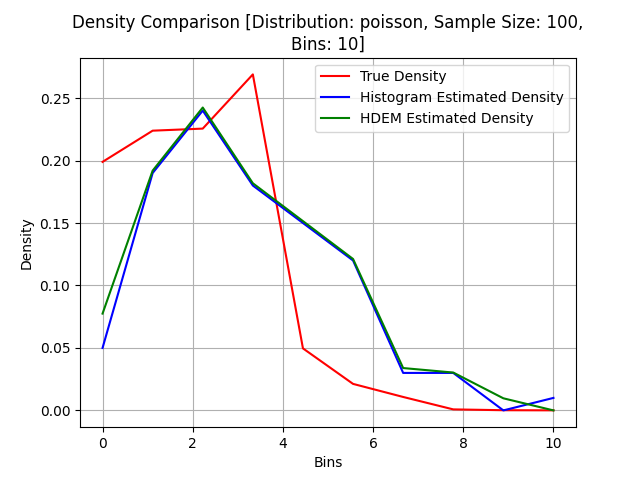 Density Comparison [Distribution: poisson, Sample Size: 100,
Bins: 10]
True Density
Histogram Estimated Density
HDEM Estimated Density
Density
0.25
0.20
0.15
0.10
0.05
0.00
0 2 4 6 8 10
Bins